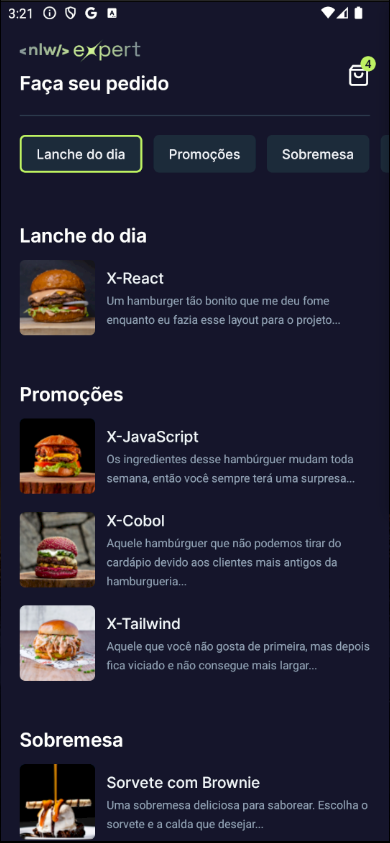 3:21
<nlw/> expert
4
Faça seu pedido
Lanche do dia
Promoções
Sobremesa
Lanche do dia
X-React
Um hamburger tão bonito que me deu fome
enquanto eu fazia esse layout para o projeto...
Promoções
X-JavaScript
Os ingredientes desse hambúrguer mudam toda
semana, então você sempre terá uma surpresa...
X-Cobol
Aquele hambúrguer que não podemos tirar do
cardápio devido aos clientes mais antigos da
hamburgueria...
X-Tailwind
Aquele que você não gosta de primeira, mas depois
fica viciado e não consegue mais largar...
Sobremesa
Sorvete com Brownie
Uma sobremesa deliciosa para saborear. Escolha o
sorvete e a calda que desejar...